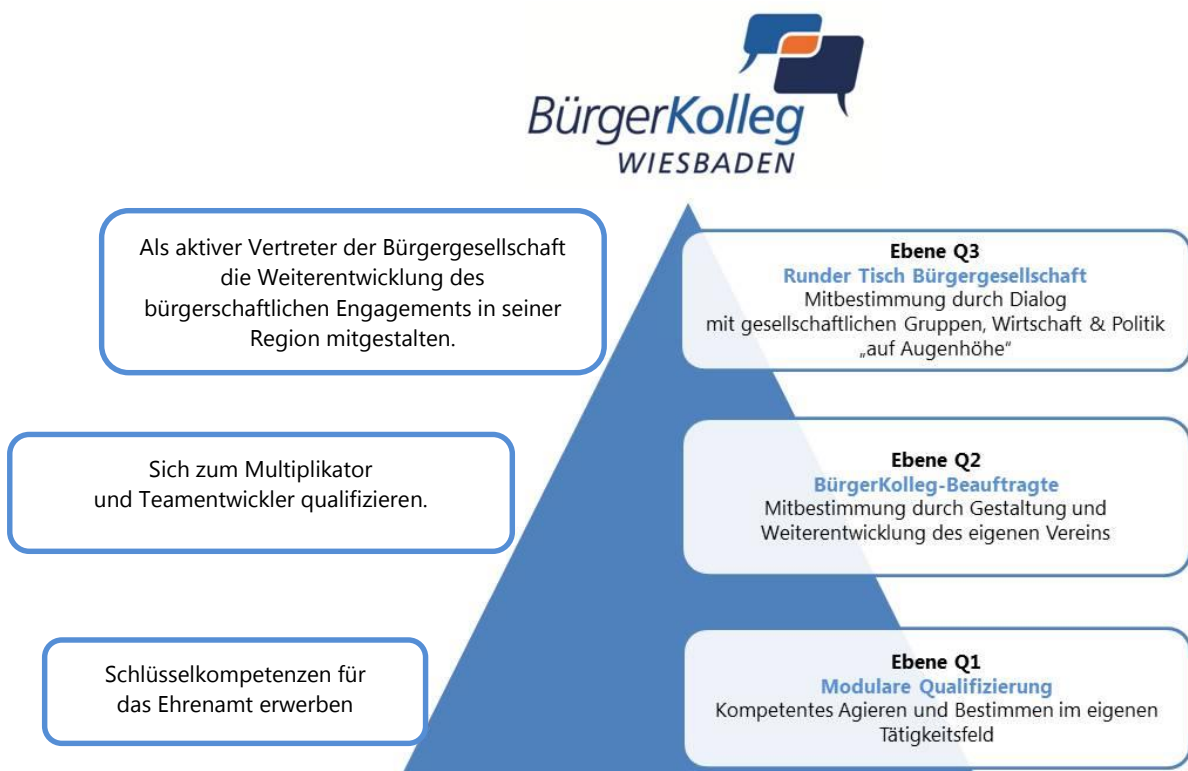 BürgerKolleg
WIESBADEN
Als aktiver Vertreter der Bürgergesellschaft
die Weiterentwicklung des
bürgerschaftlichen Engagements in seiner
Region mitgestalten.
Ebene Q3
Runder Tisch Bürgergesellschaft
Mitbestimmung durch Dialog
mit gesellschaftlichen Gruppen, Wirtschaft & Politik
„auf Augenhöhe“
Sich zum Multiplikator
und Teamentwickler qualifizieren.
Ebene Q2
BürgerKolleg-Beauftragte
Mitbestimmung durch Gestaltung und
Weiterentwicklung des eigenen Vereins
Schlüsselkompetenzen für
das Ehrenamt erwerben
Ebene Q1
Modulare Qualifizierung
Kompetentes Agieren und Bestimmen im eigenen
Tätigkeitsfeld